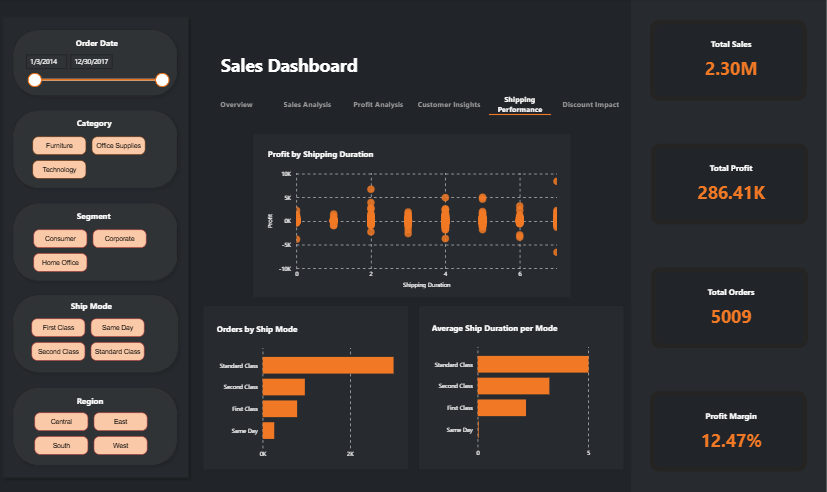 Order Date
1/3/2014 12/30/2017
Category
Furniture Office Supplies
Technology
Segment
Consumer Corporate
Home Office
Ship Mode
First Class Same Day
Second Class Standard Class
Region
Central East
South West
Sales Dashboard
Overview Sales Analysis Profit Analysis Customer Insights Shipping Performance Discount Impact
Profit by Shipping Duration
Profit
10K
5K
0K
-5K
-10K
0 2 4 6
Shipping Duration
Orders by Ship Mode
Standard Class
Second Class
First Class
Same Day
0K 2K
Average Ship Duration per Mode
Standard Class
Second Class
First Class
Same Day
0 5
Total Sales
2.30M
Total Profit
286.41K
Total Orders
5009
Profit Margin
12.47%